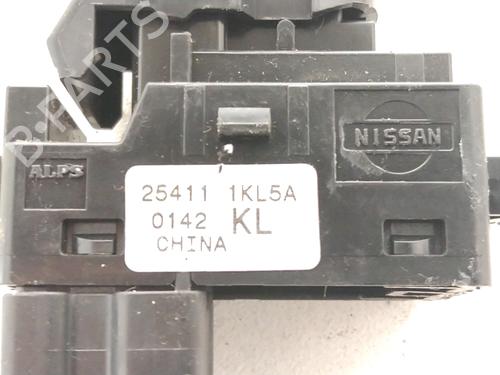 B-PARTS
NISSAN
ALPS
25411 1KL5A
0142 KL
CHINA